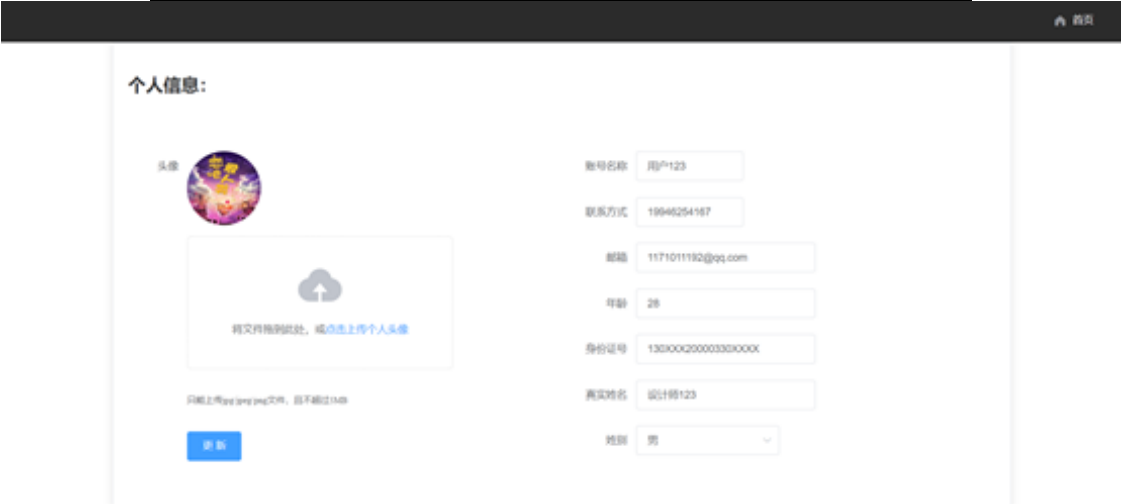 首页
个人信息：
头像
将文件拖到此处，或点击上传个人头像
只能上传jpg/jpeg/png文件，且不超过1MB
更新
账号名称 用户123
联系方式 19946254167
邮箱 1171011192@qq.com
年龄 28
身份证号 130XXX20000330XXXX
真实姓名 设计师123
性别 男